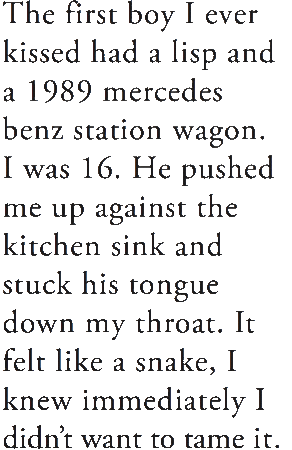 The first boy I ever
kissed had a lisp and
a 1989 mercedes
benz station wagon.
I was 16. He pushed
me up against the
kitchen sink and
stuck his tongue
down my throat. It
felt like a snake, I
knew immediately I
didn't want to tame it.